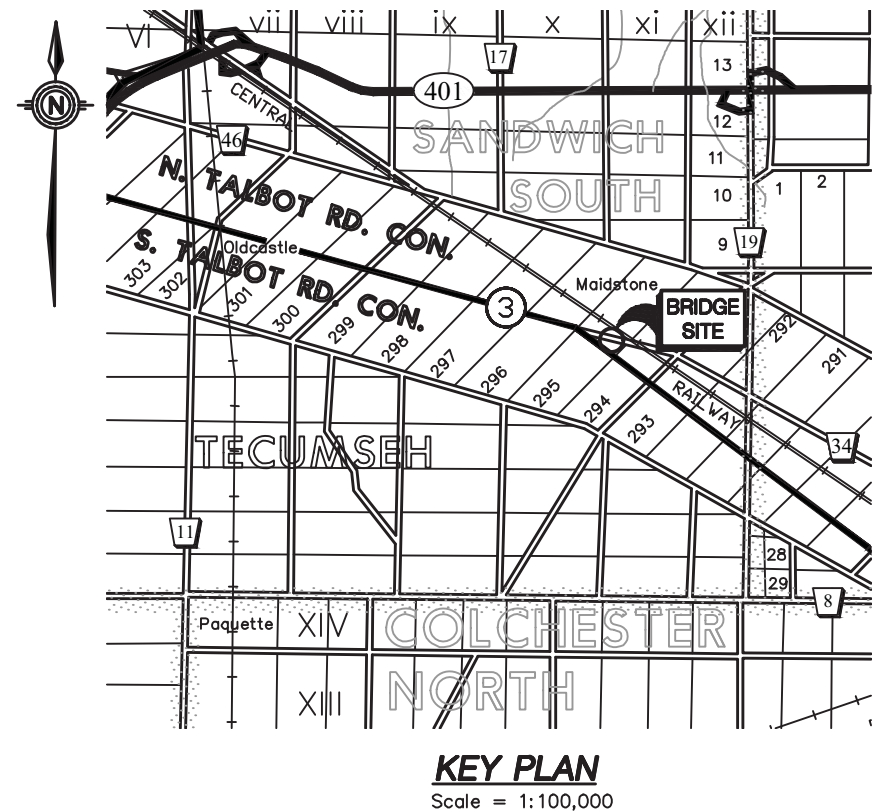 VI
vii
viii
ix
x
xi
xii
17
13
401
CENTRAL
N
12
SANDWICH
46
11
N. TALBOT RD. CON.
SOUTH
10
1
2
9
19
S. TALBOT RD. CON.
Oldcastle
303
302
301
300
299
298
297
296
295
294
293
292
291
Maidstone
3
BRIDGE
SITE
RAILWAY
34
TECUMSEH
11
28
29
8
Paquette
XIV
COLCHESTER
XIII
NORTH
KEY PLAN
Scale = 1:100,000